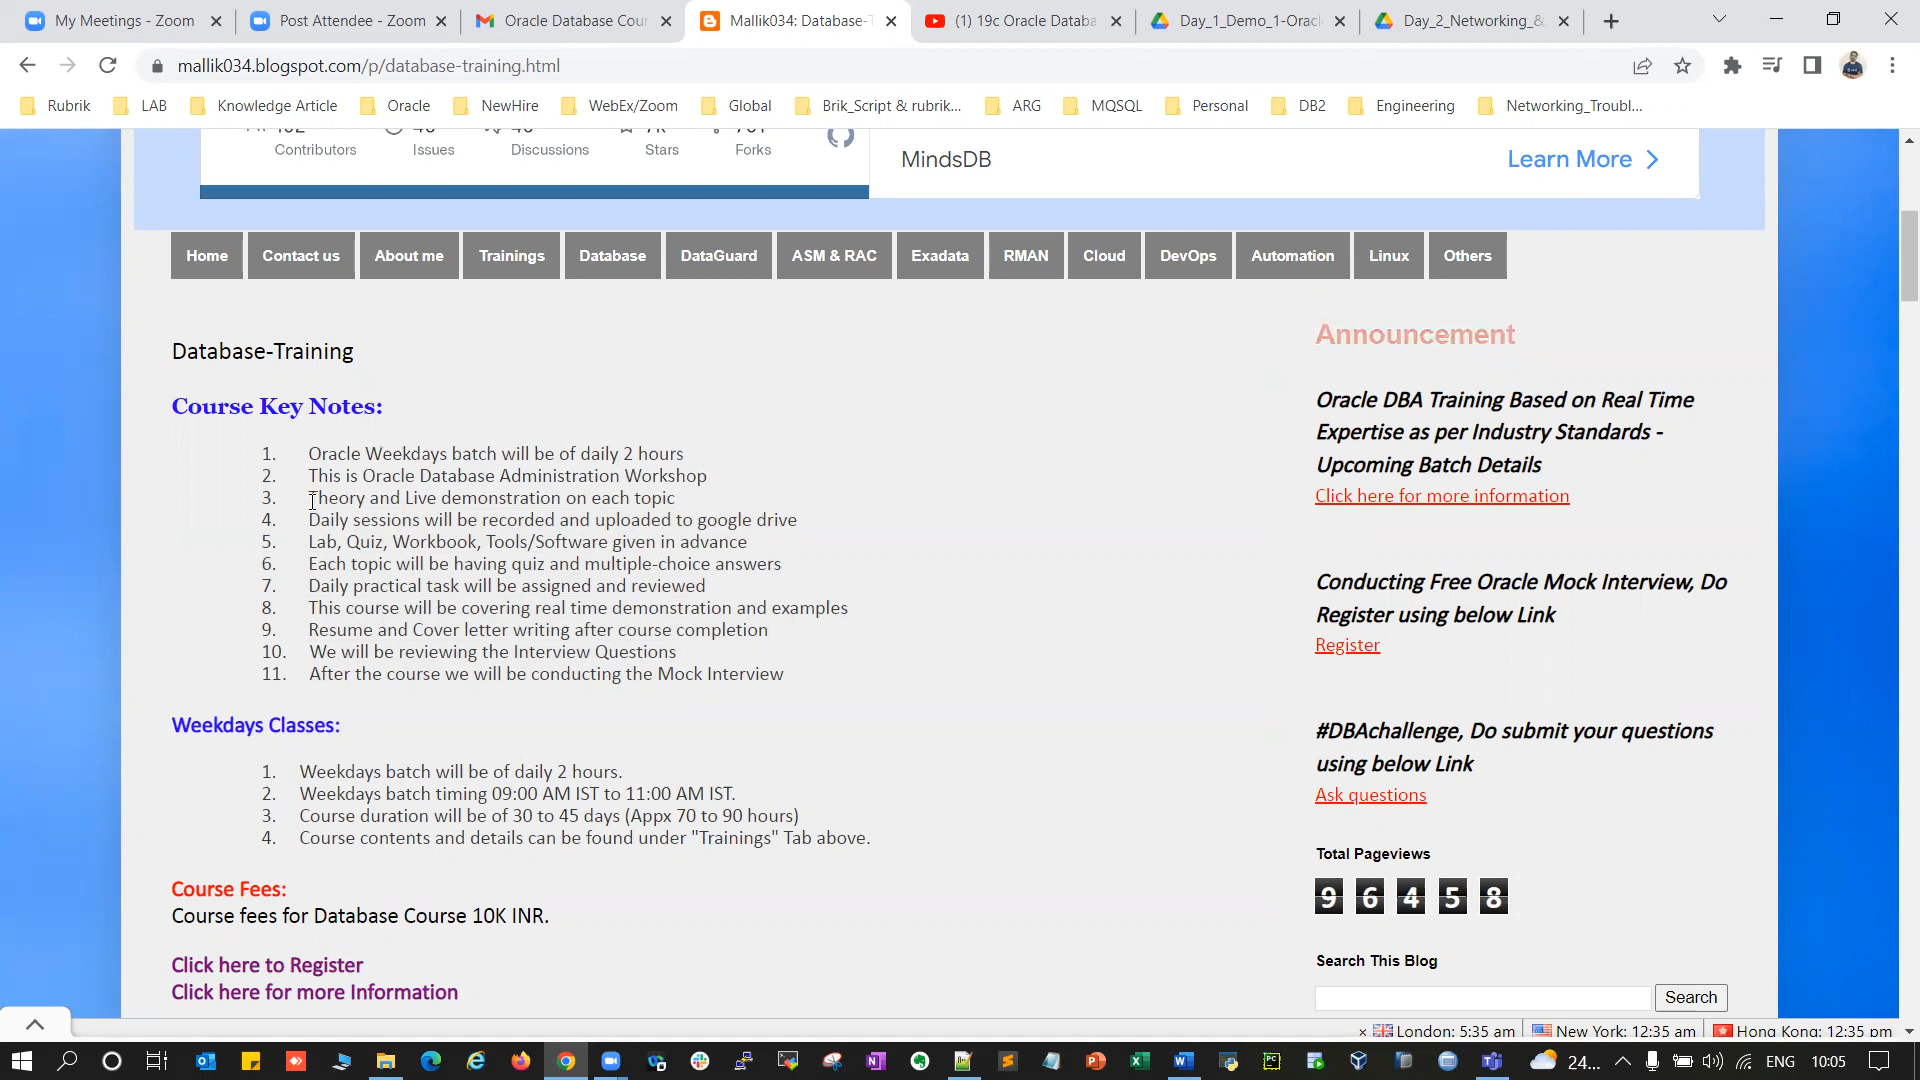 My Meetings - Zoom
Post Attendee - Zoom
Oracle Database Cour
Mallik034: Database-T
(1) 19c Oracle Databa
Day_1_Demo_1-Oracl
Day_2_Networking_&
mallik034.blogspot.com/p/database-training.html
Rubrik
LAB
Knowledge Article
Oracle
NewHire
WebEx/Zoom
Global
Brik_Script & rubrik...
ARG
MQSQL
Personal
DB2
Engineering
Networking_Troubl...
Contributors
Issues
Discussions
Stars
Forks
MindsDB
Learn More
Home
Contact us
About me
Trainings
Database
DataGuard
ASM & RAC
Exadata
RMAN
Cloud
DevOps
Automation
Linux
Others
Database-Training
Course Key Notes:
1. Oracle Weekdays batch will be of daily 2 hours
2. This is Oracle Database Administration Workshop
3. Theory and Live demonstration on each topic
4. Daily sessions will be recorded and uploaded to google drive
5. Lab, Quiz, Workbook, Tools/Software given in advance
6. Each topic will be having quiz and multiple-choice answers
7. Daily practical task will be assigned and reviewed
8. This course will be covering real time demonstration and examples
9. Resume and Cover letter writing after course completion
10. We will be reviewing the Interview Questions
11. After the course we will be conducting the Mock Interview
Weekdays Classes:
1. Weekdays batch will be of daily 2 hours.
2. Weekdays batch timing 09:00 AM IST to 11:00 AM IST.
3. Course duration will be of 30 to 45 days (Appx 70 to 90 hours)
4. Course contents and details can be found under "Trainings" Tab above.
Course Fees:
Course fees for Database Course 10K INR.
Click here to Register
Click here for more Information
Announcement
Oracle DBA Training Based on Real Time
Expertise as per Industry Standards -
Upcoming Batch Details
Click here for more information
Conducting Free Oracle Mock Interview, Do
Register using below Link
Register
#DBAchallenge, Do submit your questions
using below Link
Ask questions
Total Pageviews
9 6 4 5 8
Search This Blog
Search
× London: 5:35 am
New York: 12:35 am
Hong Kong: 12:35 pm
24...
ENG
10:05